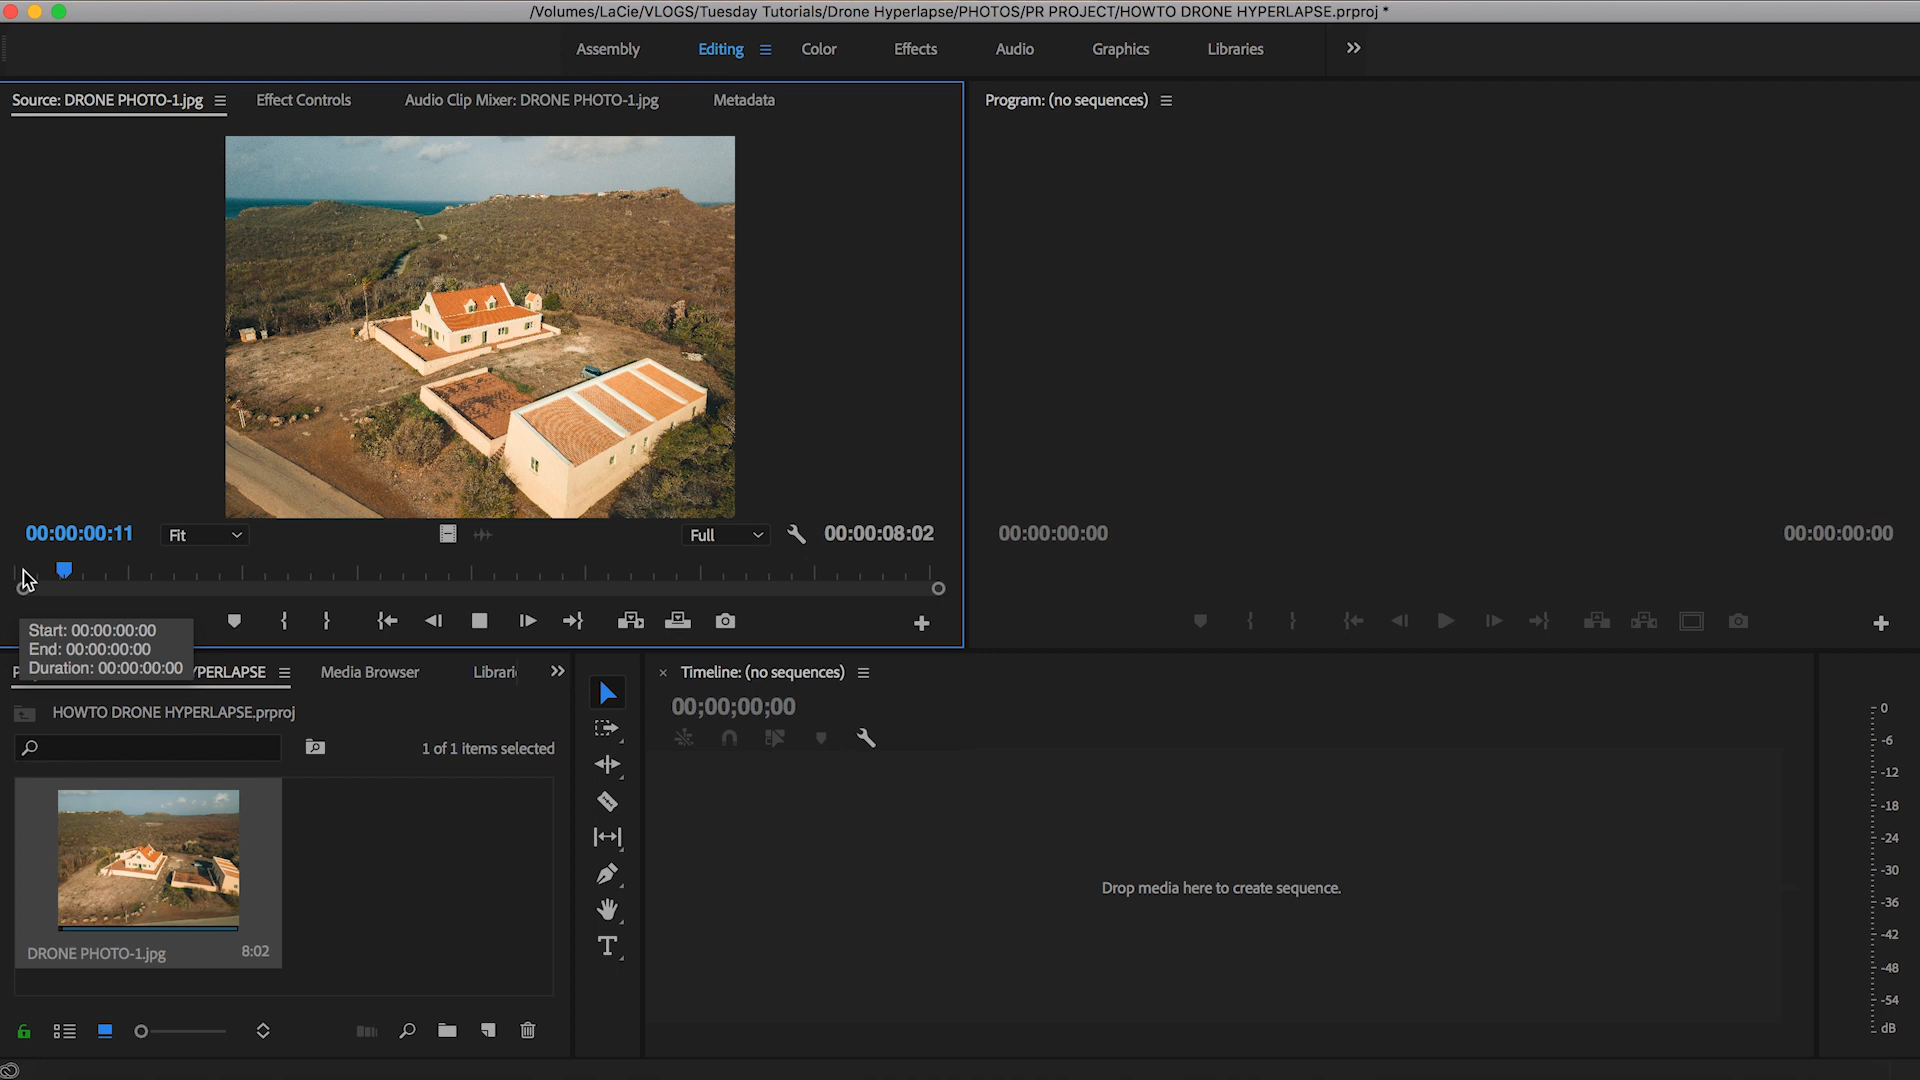 /Volumes/LaCie/VLOGS/Tuesday Tutorials/Drone Hyperlapse/PHOTOS/PR PROJECT/HOWTO DRONE HYPERLAPSE.prproj *
Assembly Editing Color Effects Audio Graphics Libraries
Source: DRONE PHOTO-1.jpg Effect Controls Audio Clip Mixer: DRONE PHOTO-1.jpg Metadata
Program: (no sequences)
00:00:00:11 Fit Full 00:00:08:02
00:00:00:00 00:00:00:00
Start: 00:00:00:00
End: 00:00:00:00
Duration: 00:00:00:00
P YPERLAPSE Media Browser Librari
HOWTO DRONE HYPERLAPSE.prproj
1 of 1 items selected
DRONE PHOTO-1.jpg 8:02
Timeline: (no sequences)
00;00;00;00
Drop media here to create sequence.
0
-6
-12
-18
-24
-30
-36
-42
-48
-54
dB